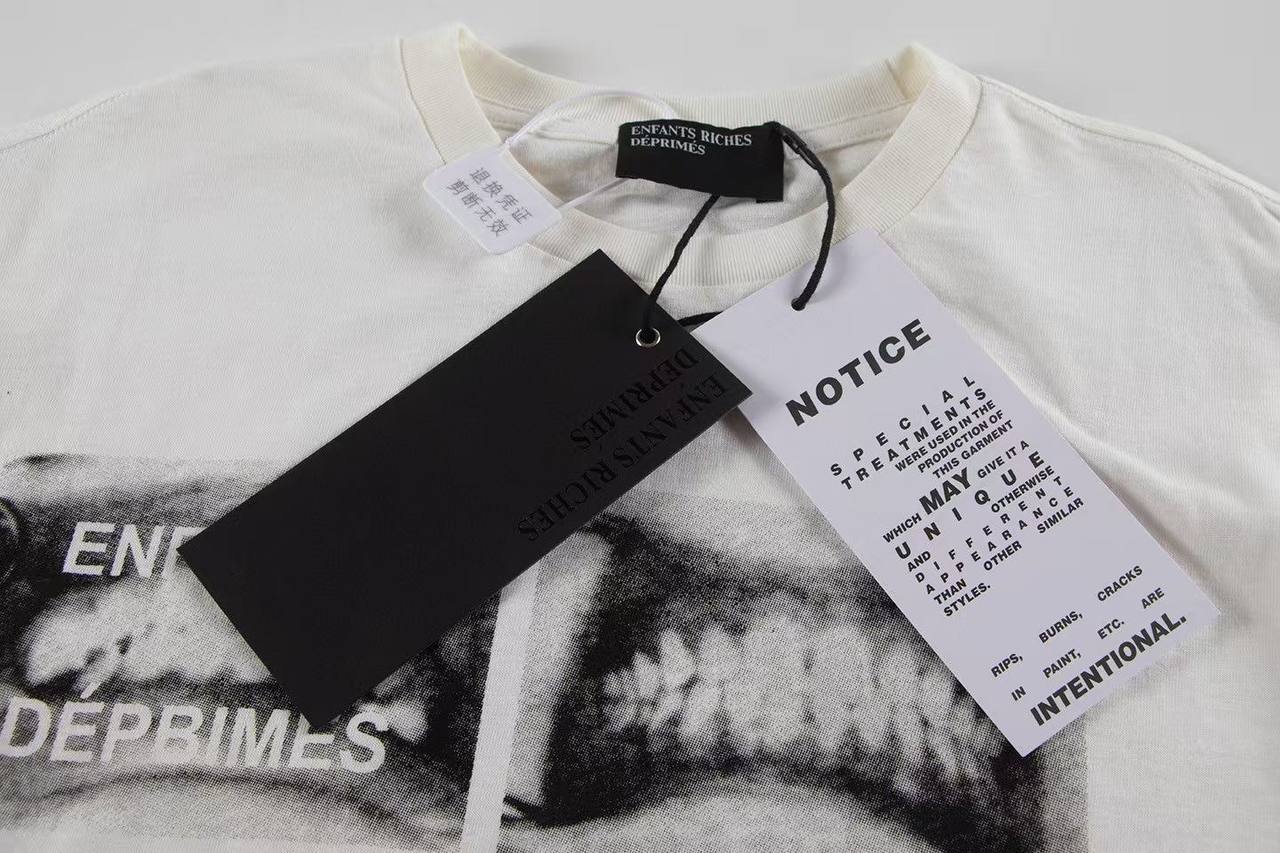 ENFANTS RICHES
DÉPRIMÉS
退换凭证
剪断无效
ENFANTS RICHES
DÉPRIMÉS
NOTICE
SPECIAL
TREATMENTS
WERE USED IN THE
PRODUCTION OF
THIS GARMENT
WHICH MAY GIVE IT A
UNIQUE
AND OTHERWISE
DIFFERENT
APPEARANCE
THAN OTHER SIMILAR
STYLES.
RIPS, BURNS, CRACKS
IN PAINT, ETC. ARE
INTENTIONAL.
DÉPBIMES